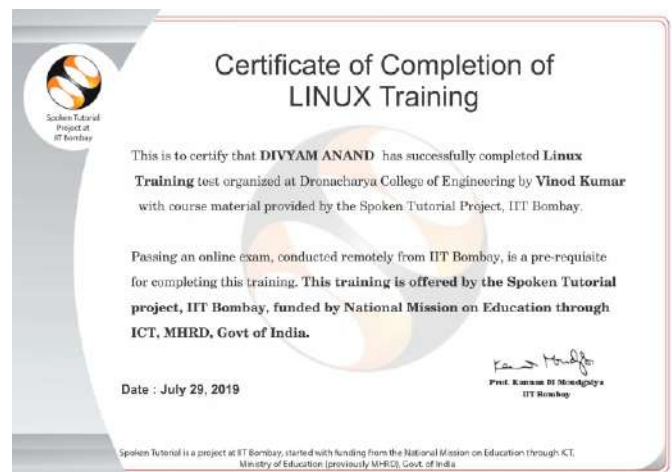 Spoken Tutorial
Project at
IIT Bombay
Certificate of Completion of
LINUX Training
This is to certify that DIVYAM ANAND has successfully completed Linux
Training test organized at Dronacharya College of Engineering by Vinod Kumar
with course material provided by the Spoken Tutorial Project, IIT Bombay.
Passing an online exam, conducted remotely from IIT Bombay, is a pre-requisite
for completing this training. This training is offered by the Spoken Tutorial
project, IIT Bombay, funded by National Mission on Education through
ICT, MHRD, Govt of India.
Date : July 29, 2019
Prof. Kannan M Moudgalya
IIT Bombay
Spoken Tutorial is a project at IIT Bombay, started with funding from the National Mission on Education through ICT,
Ministry of Education (previously MHRD), Govt. of India